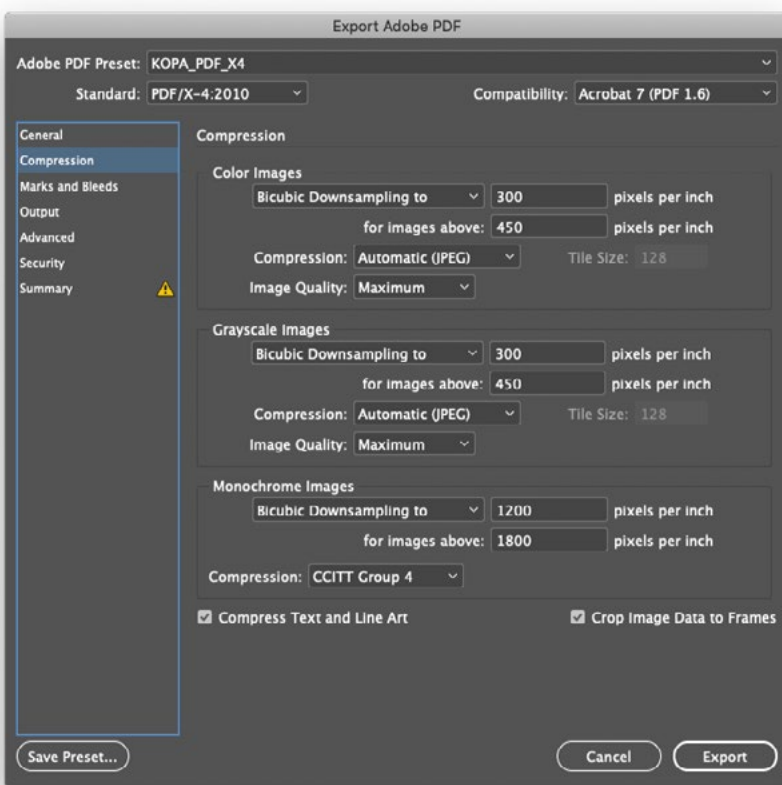 Export Adobe PDF
Adobe PDF Preset: KOPA_PDF_X4
Standard: PDF/X-4:2010 Compatibility: Acrobat 7 (PDF 1.6)
General
Compression
Marks and Bleeds
Output
Advanced
Security
Summary
Compression
Color Images
Bicubic Downsampling to 300 pixels per inch
for images above: 450 pixels per inch
Compression: Automatic (JPEG) Tile Size: 128
Image Quality: Maximum
Grayscale Images
Bicubic Downsampling to 300 pixels per inch
for images above: 450 pixels per inch
Compression: Automatic (JPEG) Tile Size: 128
Image Quality: Maximum
Monochrome Images
Bicubic Downsampling to 1200 pixels per inch
for images above: 1800 pixels per inch
Compression: CCITT Group 4
Compress Text and Line Art Crop Image Data to Frames
Save Preset... Cancel Export